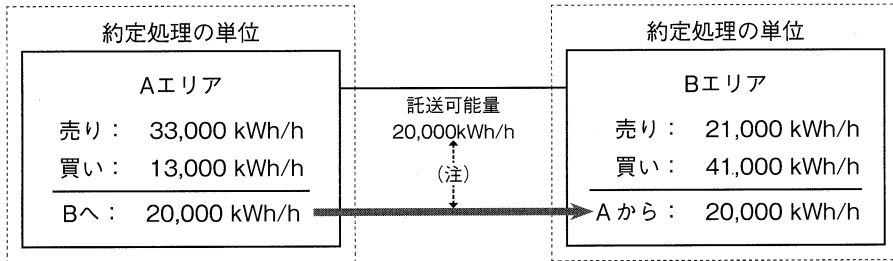 約定処理の単位
Aエリア
売り： 33,000 kWh/h
買い： 13,000 kWh/h
Bへ： 20,000 kWh/h
託送可能量
20,000kWh/h
(注)
約定処理の単位
Bエリア
売り： 21,000 kWh/h
買い： 41,000 kWh/h
Aから： 20,000 kWh/h